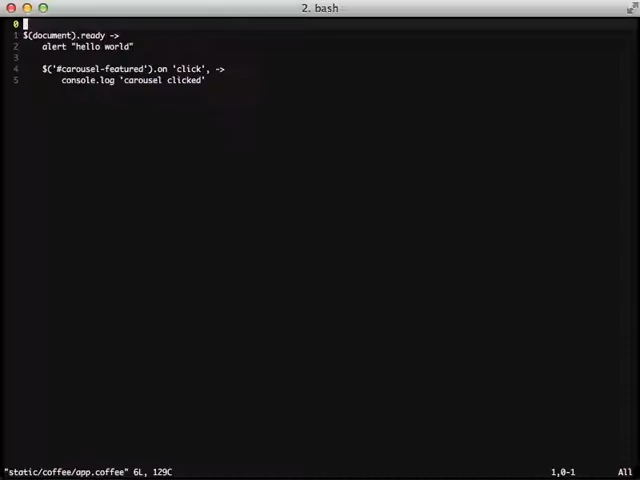 2. bash
0
1 $(document).ready ->
2 alert "hello world"
3
4 $('#carousel-featured').on 'click', ->
5 console.log 'carousel clicked'
"static/coffee/app.coffee" 6L, 129C 1,0-1 All